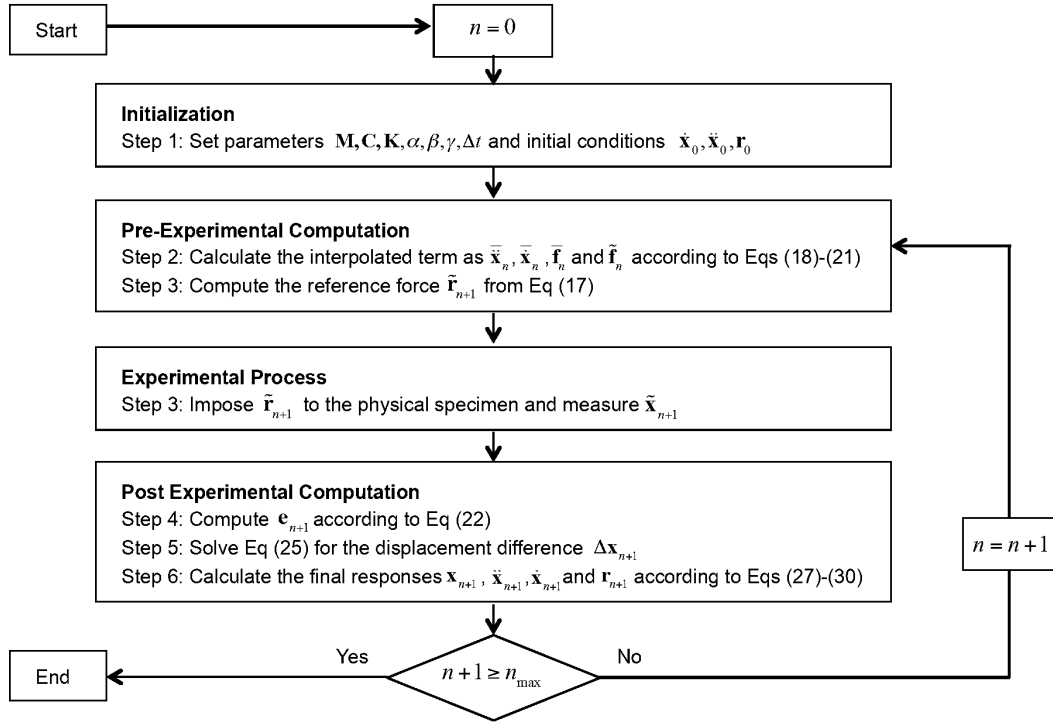 Start
n = 0
Initialization
Step 1: Set parameters M, C, K, α, β, γ, Δt and initial conditions ẋ₀, ẍ₀, r₀
Pre-Experimental Computation
Step 2: Calculate the interpolated term as x̄̈ₙ, x̄̇ₙ, f̄ₙ and f̃ₙ according to Eqs (18)-(21)
Step 3: Compute the reference force r̃ₙ₊₁ from Eq (17)
Experimental Process
Step 3: Impose r̃ₙ₊₁ to the physical specimen and measure x̃ₙ₊₁
Post Experimental Computation
Step 4: Compute eₙ₊₁ according to Eq (22)
Step 5: Solve Eq (25) for the displacement difference Δxₙ₊₁
Step 6: Calculate the final responses xₙ₊₁, ẍₙ₊₁, ẋₙ₊₁ and rₙ₊₁ according to Eqs (27)-(30)
n = n+1
Yes
n+1 ≥ n_max
No
End